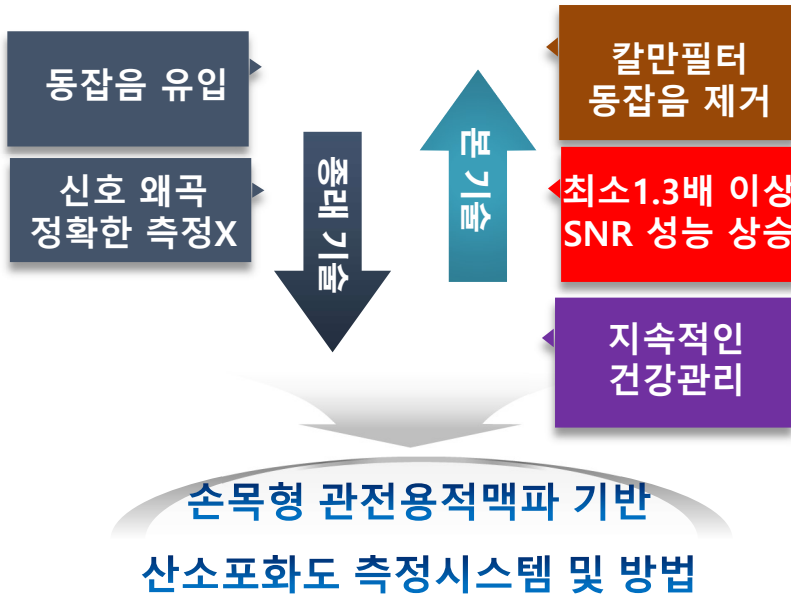 동잡음 유입
신호 왜곡
정확한 측정X
종래 기술
본 기술
칼만필터
동잡음 제거
최소1.3배 이상
SNR 성능 상승
지속적인
건강관리
손목형 관전용적맥파 기반
산소포화도 측정시스템 및 방법